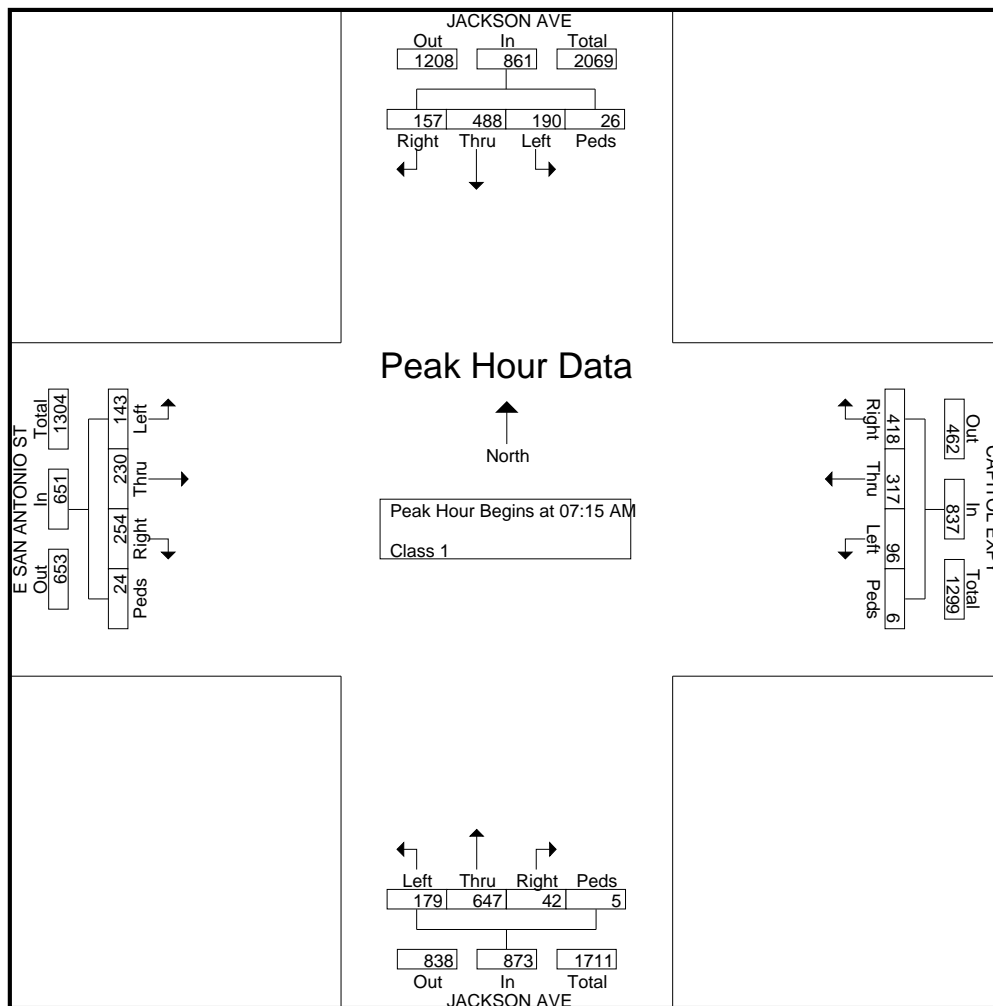 JACKSON AVE
Out In Total
1208 861 2069
157 488 190 26
Right Thru Left Peds
Peak Hour Data
North
Peak Hour Begins at 07:15 AM
Class 1
E SAN ANTONIO ST
Out In Total
653 651 1304
24 254 230 143
Peds Right Thru Left
CAPITOL EXPY
Out In Total
462 837 1299
418 317 96 6
Right Thru Left Peds
Left Thru Right Peds
179 647 42 5
838 873 1711
Out In Total
JACKSON AVE